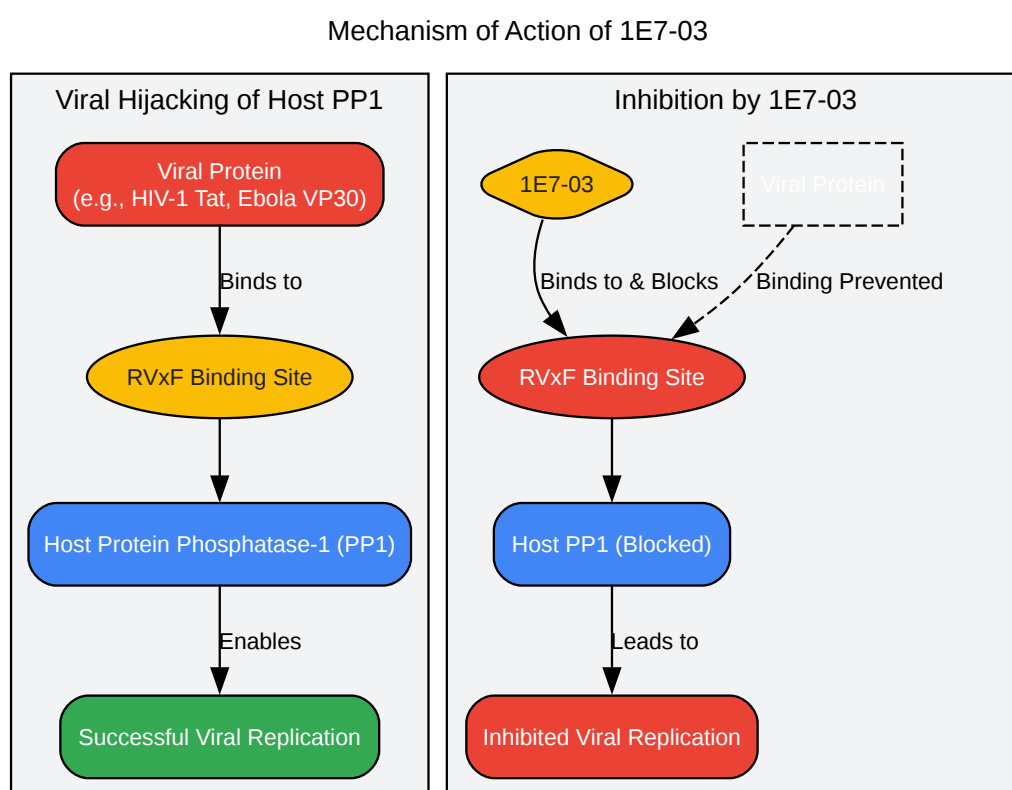 Mechanism of Action of 1E7-03
Viral Hijacking of Host PP1
Viral Protein
(e.g., HIV-1 Tat, Ebola VP30)
Binds to
RVxF Binding Site
Host Protein Phosphatase-1 (PP1)
Enables
Successful Viral Replication
Inhibition by 1E7-03
1E7-03
Viral Protein
Binds to & Blocks
Binding Prevented
RVxF Binding Site
Host PP1 (Blocked)
Leads to
Inhibited Viral Replication